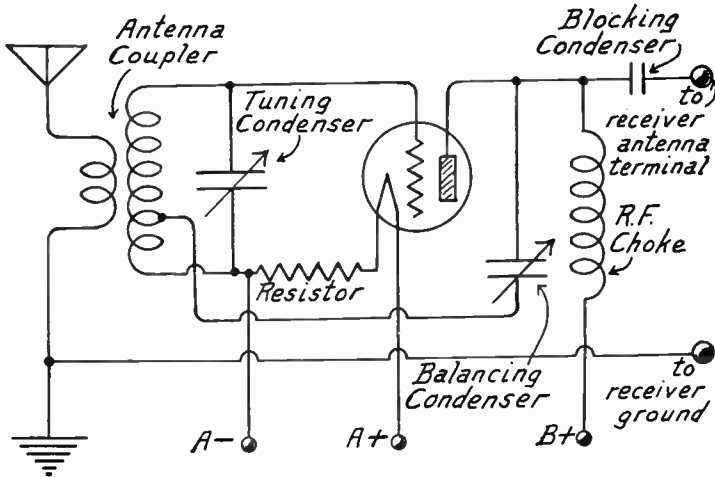 Antenna
Coupler
Blocking
Condenser
Tuning
Condenser
to
receiver
antenna
terminal
R.F.
Choke
Resistor
Balancing
Condenser
to
receiver
ground
A-
A+
B+